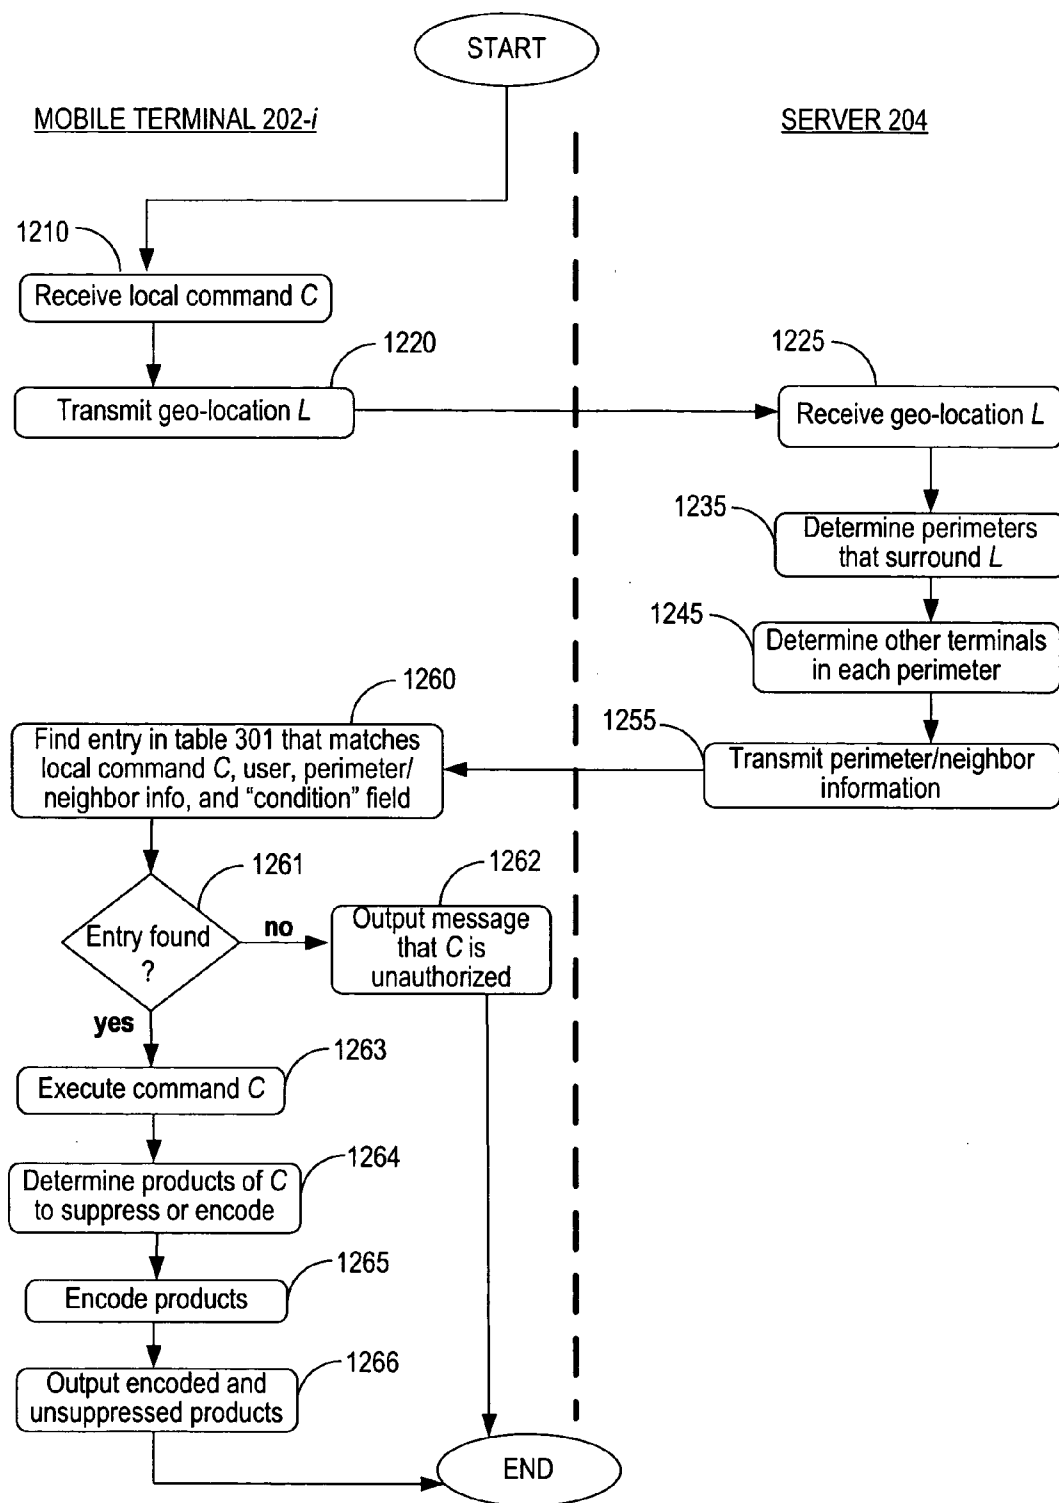 START
MOBILE TERMINAL 202-i
SERVER 204
1210
Receive local command C
1220
Transmit geo-location L
1225
Receive geo-location L
1235
Determine perimeters
that surround L
1245
Determine other terminals
in each perimeter
1255
Transmit perimeter/neighbor
information
1260
Find entry in table 301 that matches
local command C, user, perimeter/
neighbor info, and “condition” field
1261
Entry found
?
no
yes
1262
Output message
that C is
unauthorized
1263
Execute command C
1264
Determine products of C
to suppress or encode
1265
Encode products
1266
Output encoded and
unsuppressed products
END